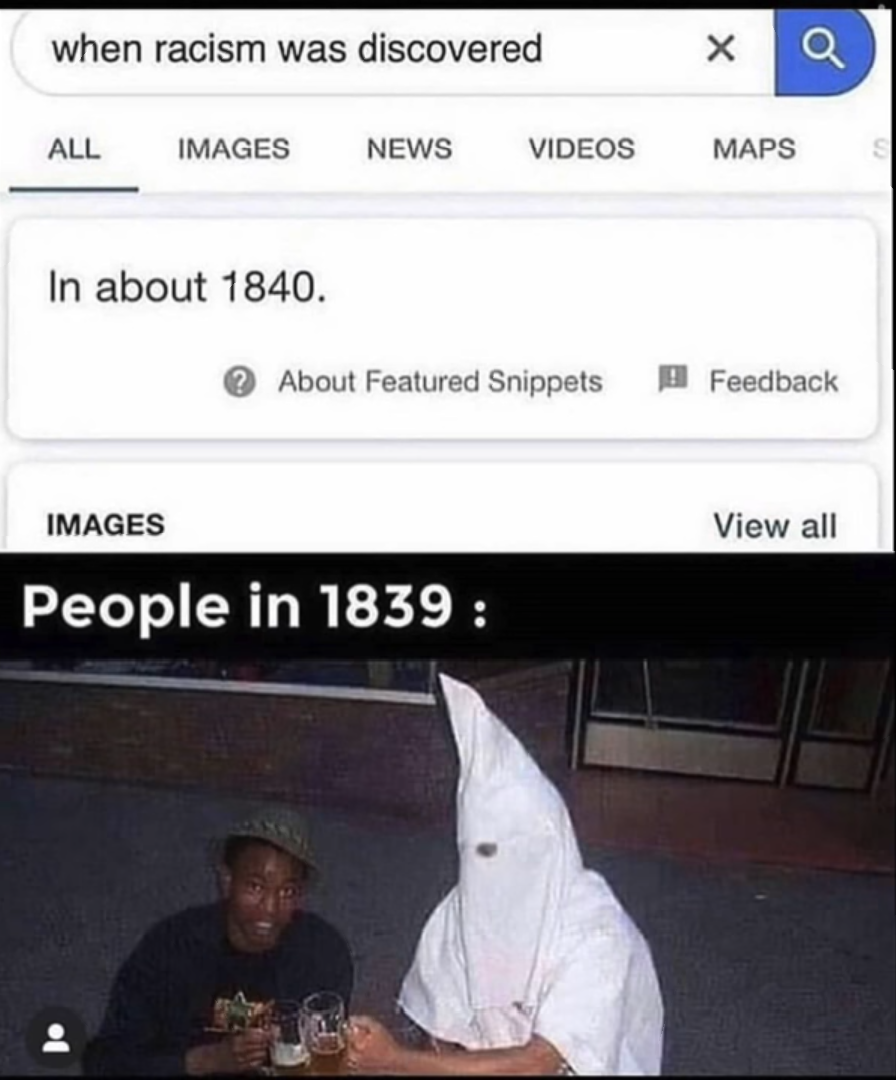 when racism was discovered
ALL IMAGES NEWS VIDEOS MAPS S
In about 1840.
About Featured Snippets Feedback
IMAGES View all
People in 1839 :